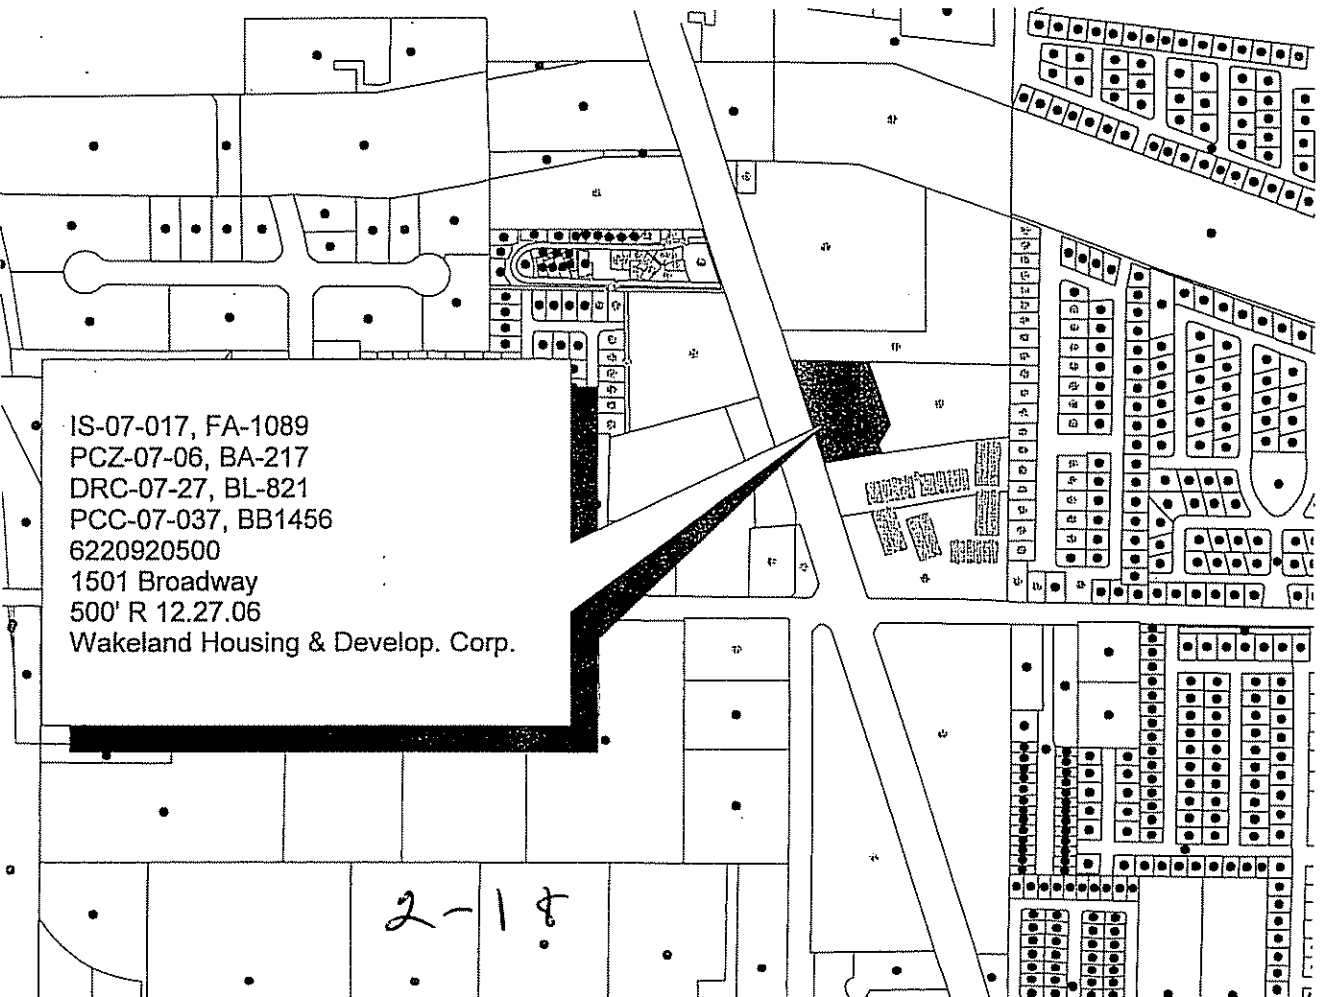 IS-07-017, FA-1089
PCZ-07-06, BA-217
DRC-07-27, BL-821
PCC-07-037, BB1456
6220920500
1501 Broadway
500' R 12.27.06
Wakeland Housing & Develop. Corp.
2-18